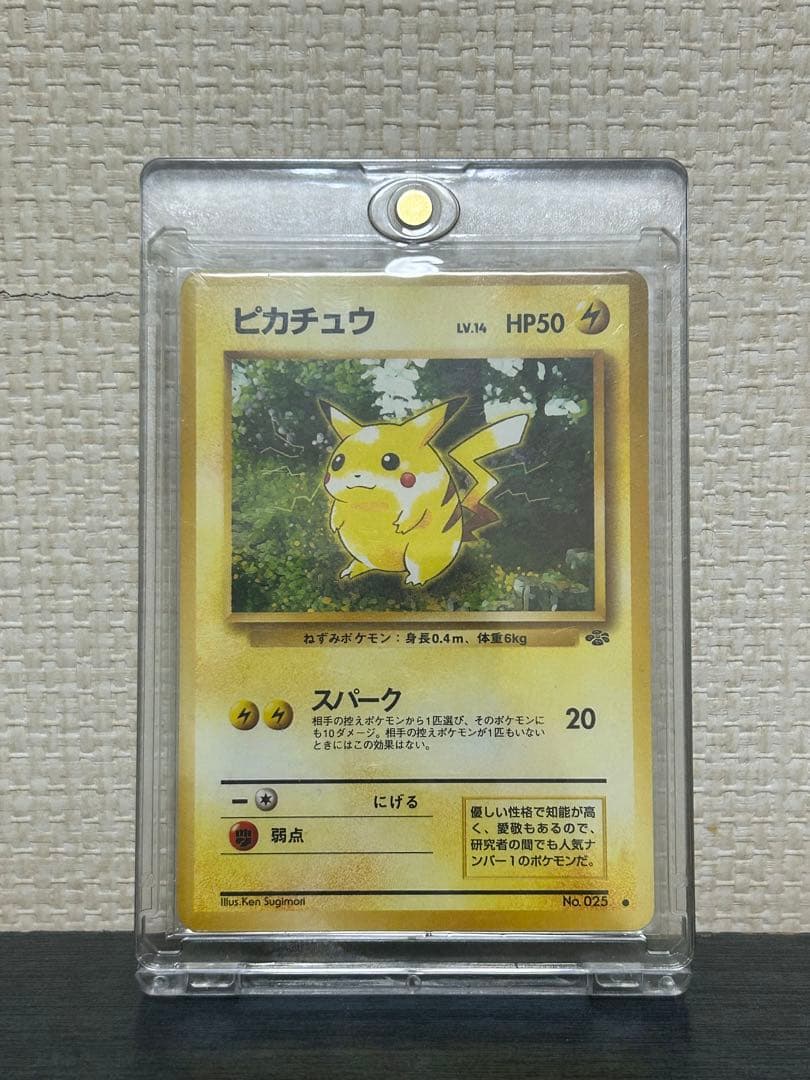 ピカチュウ LV.14 HP50
ねずみポケモン：身長0.4m、体重6kg
スパーク 20
相手の控えポケモンから1匹選び、そのポケモンに
も10ダメージ。相手の控えポケモンが1匹もいない
ときにはこの効果はない。
にげる
弱点
優しい性格で知能が高
く、愛敬もあるので、
研究者の間でも人気ナ
ンバー1のポケモンだ。
Illus.Ken Sugimori No.025